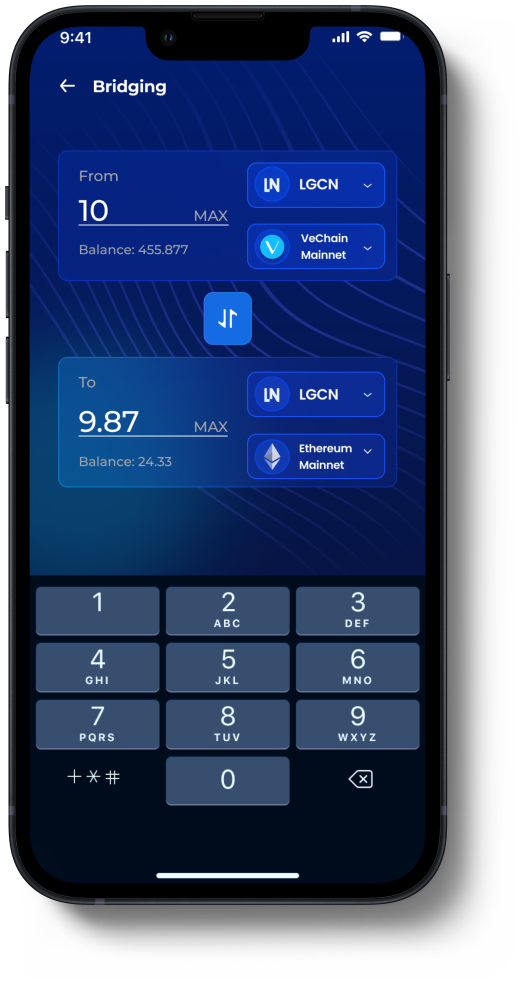 9:41
Bridging
From
LN LGCN
10 MAX
VeChain
Mainnet
Balance: 455.877
To
LN LGCN
9.87 MAX
Ethereum
Mainnet
Balance: 24.33
1 2 3
ABC DEF
4 5 6
GHI JKL MNO
7 8 9
PQRS TUV WXYZ
+*# 0